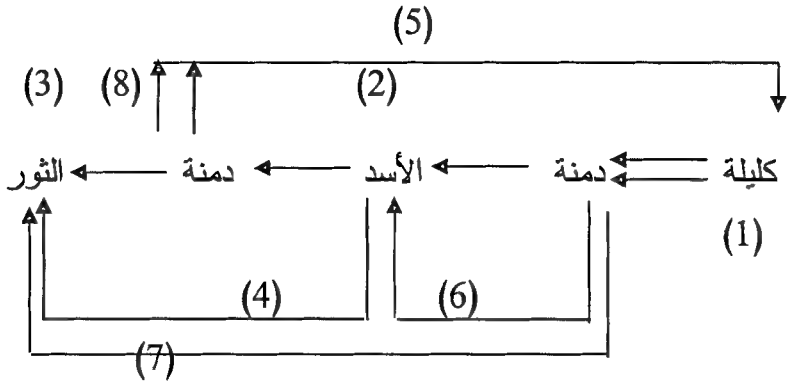 (5)
(2) (8) (3)
كليلة دمنة الأسد دمنة الثور
(1)
(6) (4)
(7)